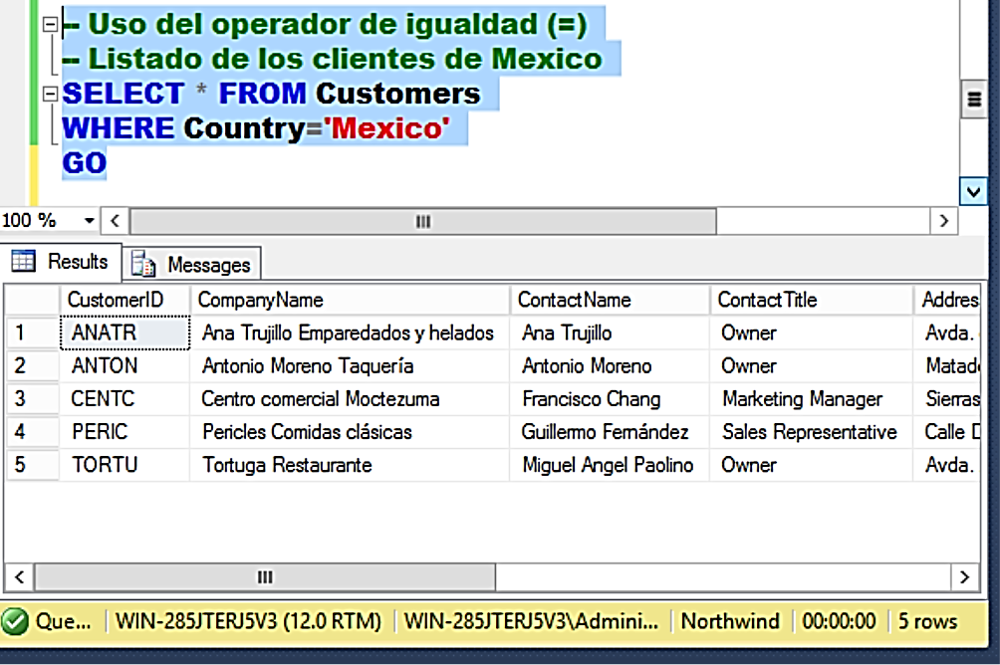 -- Uso del operador de igualdad (=)
-- Listado de los clientes de Mexico
SELECT * FROM Customers
WHERE Country='Mexico'
GO
100 %
Results Messages
CustomerID CompanyName ContactName ContactTitle Addres
1 ANATR Ana Trujillo Emparedados y helados Ana Trujillo Owner Avda.
2 ANTON Antonio Moreno Taquería Antonio Moreno Owner Matad
3 CENTC Centro comercial Moctezuma Francisco Chang Marketing Manager Sierras
4 PERIC Pericles Comidas clásicas Guillermo Fernández Sales Representative Calle D
5 TORTU Tortuga Restaurante Miguel Angel Paolino Owner Avda.
Que... WIN-285JTERJ5V3 (12.0 RTM) WIN-285JTERJ5V3\Admini... Northwind 00:00:00 5 rows